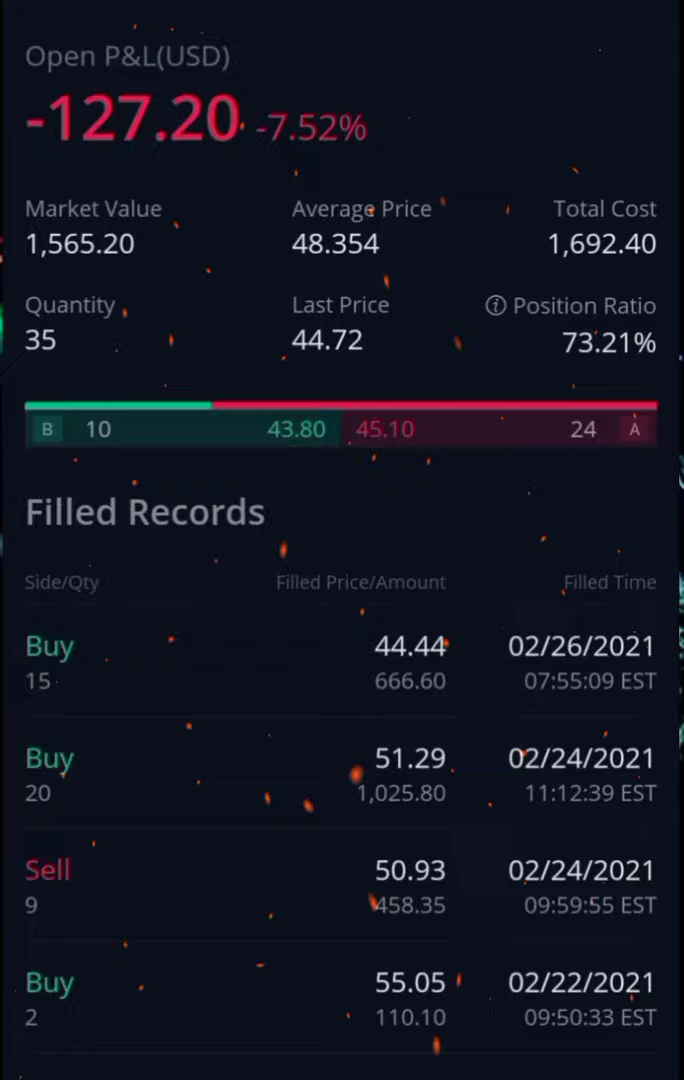 Open P&L(USD)
-127.20 -7.52%
Market Value Average Price Total Cost
1,565.20 48.354 1,692.40
Quantity Last Price Position Ratio
35 44.72 73.21%
B 10 43.80 45.10 24 A
Filled Records
Side/Qty Filled Price/Amount Filled Time
Buy 44.44 02/26/2021
15 666.60 07:55:09 EST
Buy 51.29 02/24/2021
20 1,025.80 11:12:39 EST
Sell 50.93 02/24/2021
9 458.35 09:59:55 EST
Buy 55.05 02/22/2021
2 110.10 09:50:33 EST